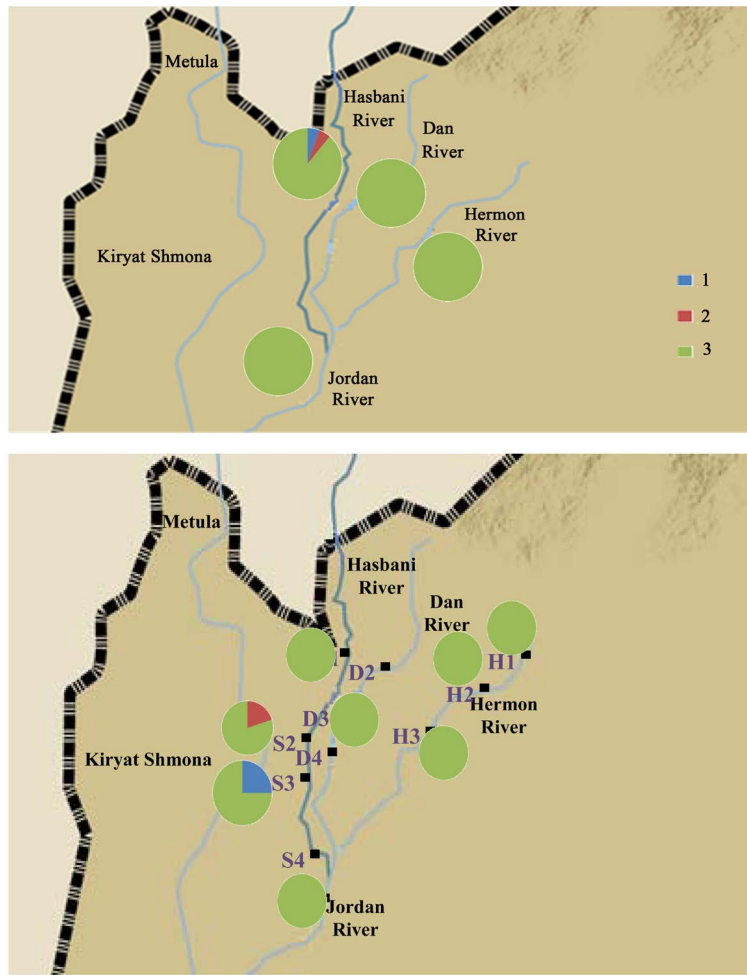 Metula
Hasbani
River
Dan
River
Hermon
River
Kiryat Shmona
1
2
3
Jordan
River
Metula
Hasbani
River
Dan
River
H1
D2
H2
Hermon
River
D3
H3
S2
Kiryat Shmona
D4
S3
S4
Jordan
River